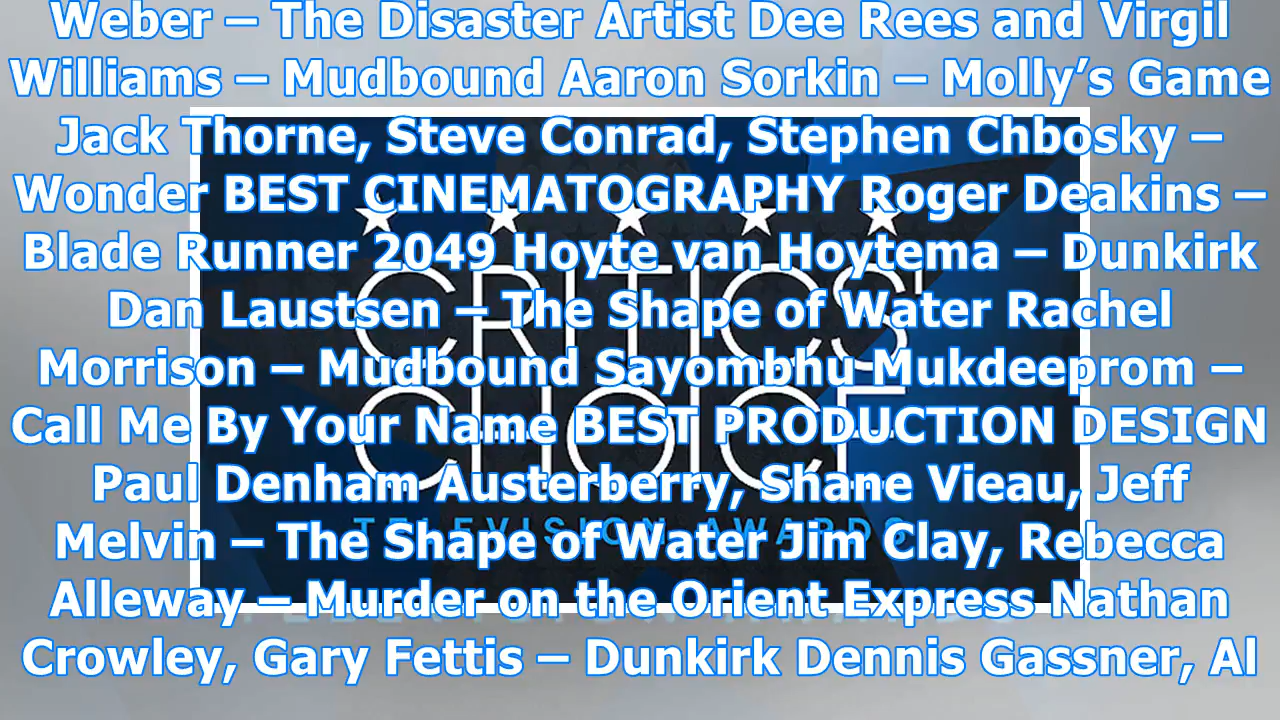 Weber – The Disaster Artist Dee Rees and Virgil
Williams – Mudbound Aaron Sorkin – Molly’s Game
Jack Thorne, Steve Conrad, Stephen Chbosky –
Wonder BEST CINEMATOGRAPHY Roger Deakins –
Blade Runner 2049 Hoyte van Hoytema – Dunkirk
Dan Laustsen – The Shape of Water Rachel
Morrison – Mudbound Sayombhu Mukdeeprom –
Call Me By Your Name BEST PRODUCTION DESIGN
Paul Denham Austerberry, Shane Vieau, Jeff
Melvin – The Shape of Water Jim Clay, Rebecca
Alleway – Murder on the Orient Express Nathan
Crowley, Gary Fettis – Dunkirk Dennis Gassner, Al
CRITICS'
CHOICE
TELEVISION AWARDS